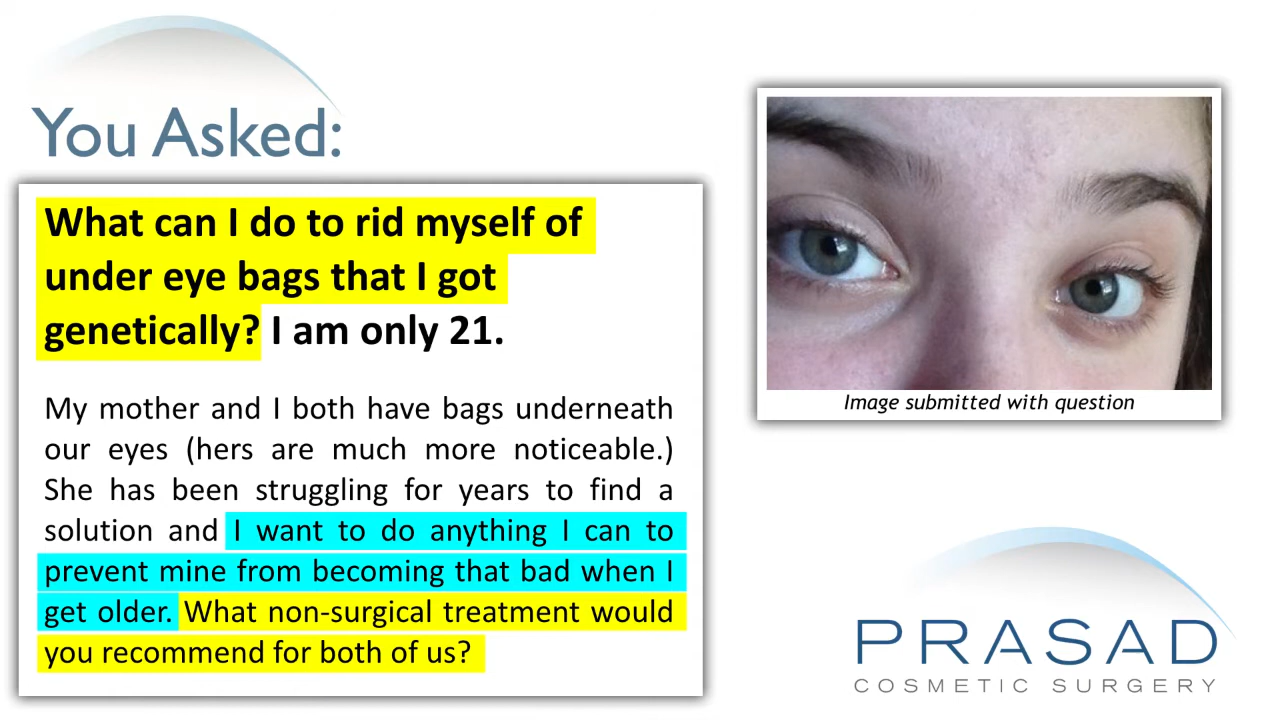 You Asked:
What can I do to rid myself of
under eye bags that I got
genetically? I am only 21.
My mother and I both have bags underneath
our eyes (hers are much more noticeable.)
She has been struggling for years to find a
solution and I want to do anything I can to
prevent mine from becoming that bad when I
get older. What non-surgical treatment would
you recommend for both of us?
Image submitted with question
PRASAD
COSMETIC SURGERY